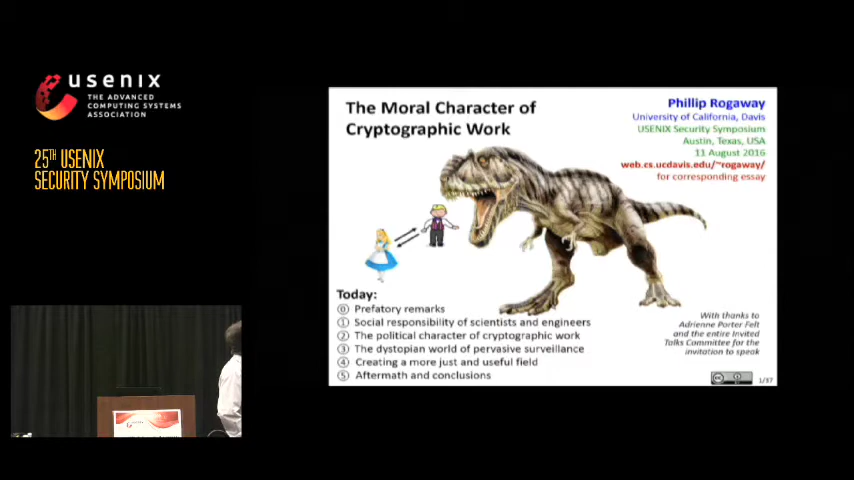 usenix
THE ADVANCED
COMPUTING SYSTEMS
ASSOCIATION
25TH USENIX
SECURITY SYMPOSIUM
The Moral Character of
Cryptographic Work
Phillip Rogaway
University of California, Davis
USENIX Security Symposium
Austin, Texas, USA
11 August 2016
web.cs.ucdavis.edu/~rogaway/
for corresponding essay
Today:
0 Prefatory remarks
1 Social responsibility of scientists and engineers
2 The political character of cryptographic work
3 The dystopian world of pervasive surveillance
4 Creating a more just and useful field
5 Aftermath and conclusions
With thanks to
Adrienne Porter Felt
and the entire Invited
Talks Committee for the
invitation to speak
cc
1/37